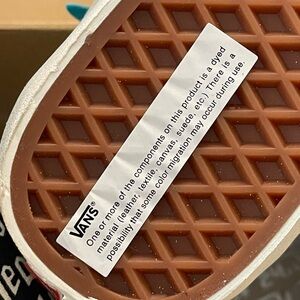 VANS®
One or more of the components on this product is a dyed
material (leather, textile, canvas, suede, etc.) There is a
possibility that some color migration may occur during use.